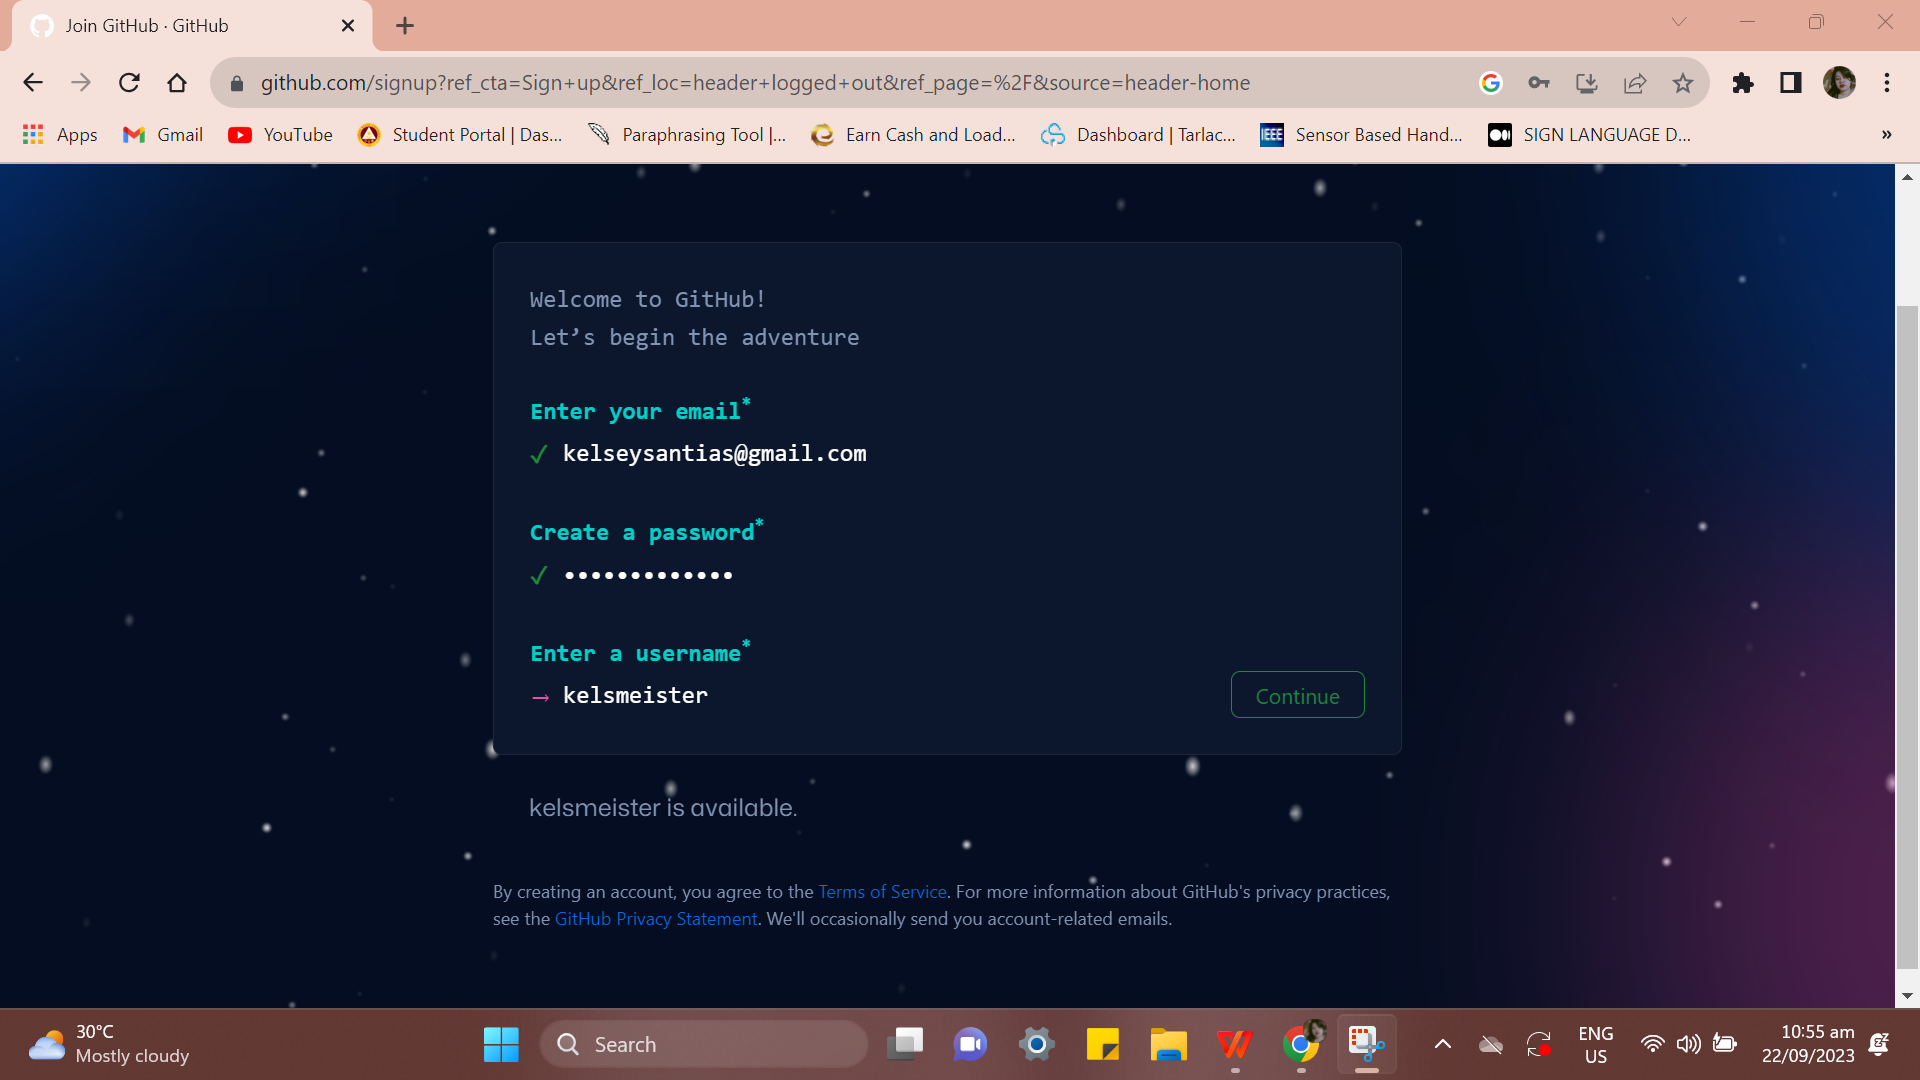 Join GitHub · GitHub
github.com/signup?ref_cta=Sign+up&ref_loc=header+logged+out&ref_page=%2F&source=header-home
Apps
Gmail
YouTube
Student Portal | Das...
Paraphrasing Tool |...
Earn Cash and Load...
Dashboard | Tarlac...
IEEE
Sensor Based Hand...
SIGN LANGUAGE D...
»
Welcome to GitHub!
Let’s begin the adventure
Enter your email*
✓ kelseysantias@gmail.com
Create a password*
✓ •••••••••••••
Enter a username*
→ kelsmeister
Continue
kelsmeister is available.
By creating an account, you agree to the Terms of Service. For more information about GitHub's privacy practices,
see the GitHub Privacy Statement. We'll occasionally send you account-related emails.
30°C
Mostly cloudy
Search
ENG
US
10:55 am
22/09/2023